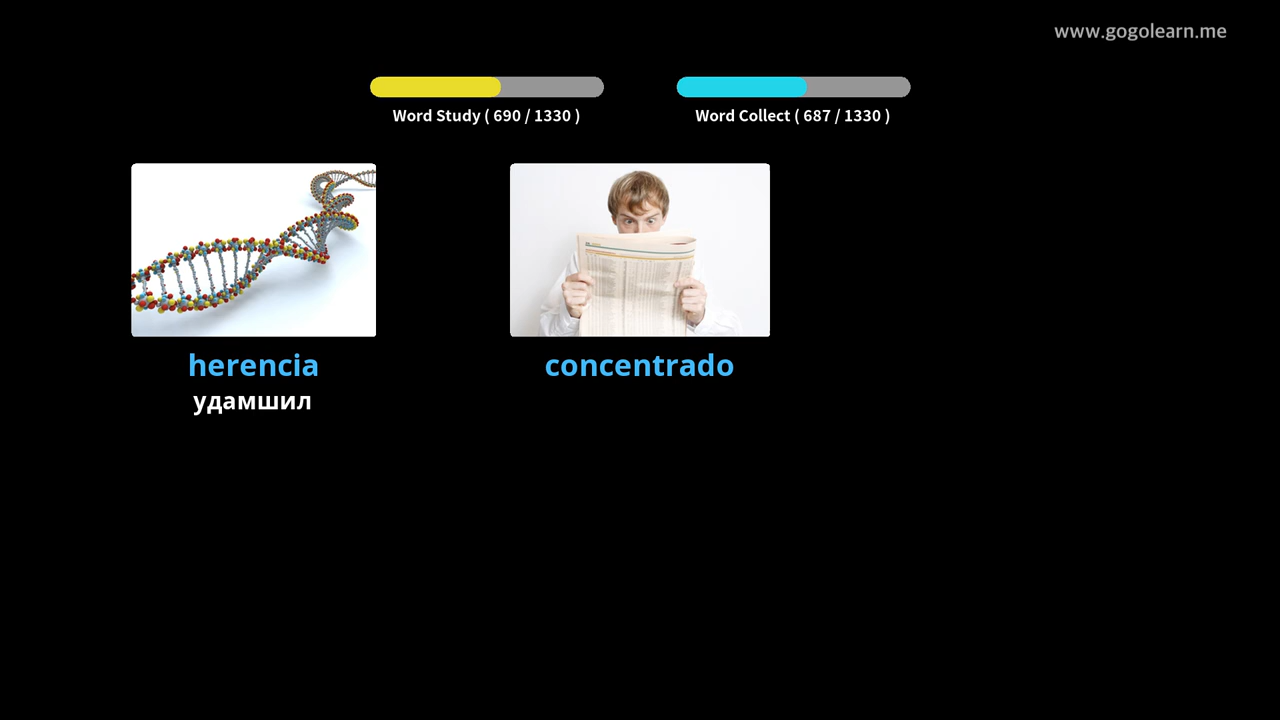 www.gogolearn.me
Word Study ( 690 / 1330 )
Word Collect ( 687 / 1330 )
herencia
удамшил
concentrado